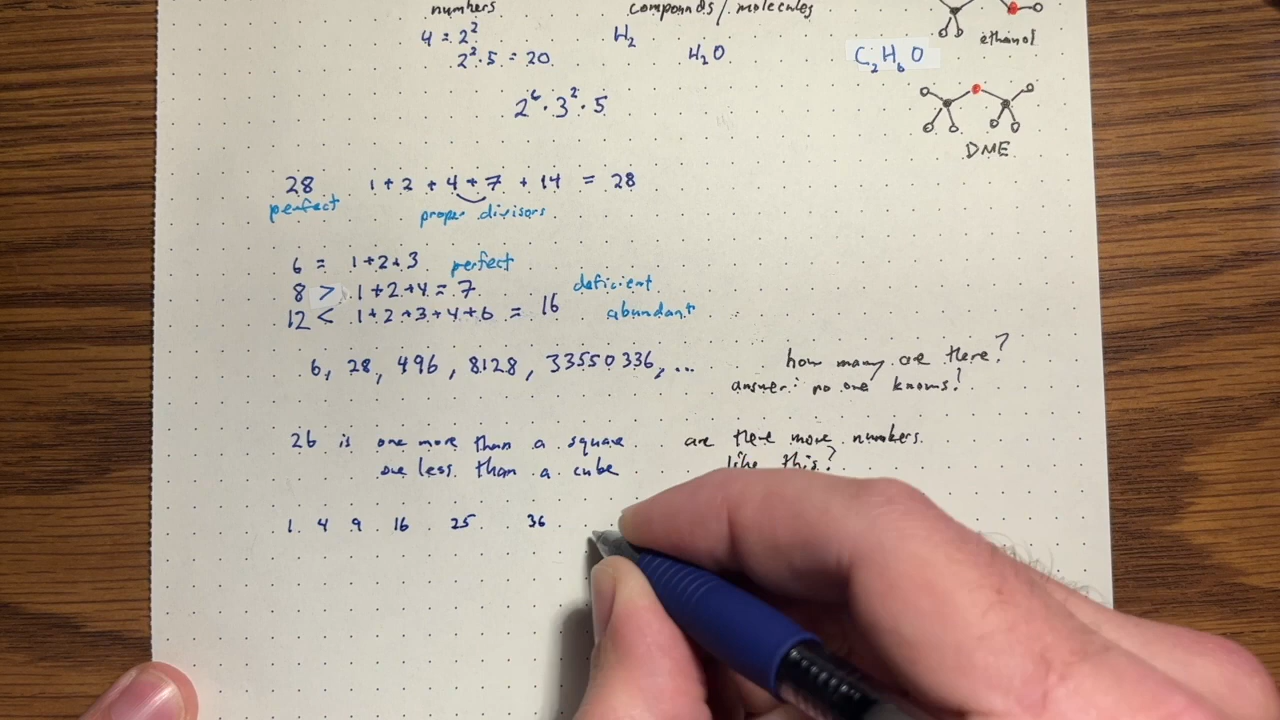 numbers
compounds/molecules
4 = 2²
H₂
ethanol
2²·5 = 20
H₂O
C₂H₆O
2⁶·3²·5
DME
28 1+2+4+7+14 = 28
perfect
proper divisors
6 = 1+2+3 perfect
8 > 1+2+4 = 7 deficient
12 < 1+2+3+4+6 = 16 abundant
6, 28, 496, 8128, 33550336, ... how many are there?
answer: no one knows!
26 is one more than a square are there more numbers
one less than a cube like this?
1 4 9 16 25 36